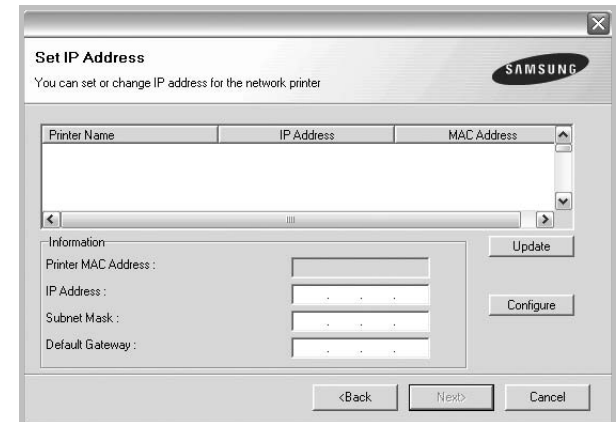 Set IP Address
You can set or change IP address for the network printer
SAMSUNG
Printer Name IP Address MAC Address
Information
Update
Printer MAC Address :
IP Address : . . .
Configure
Subnet Mask : . . .
Default Gateway : . . .
<Back Next> Cancel